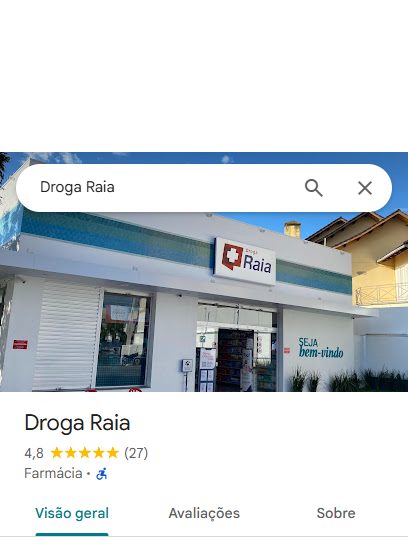 Droga Raia
Droga
Raia
SEJA
bem-vindo
Droga Raia
4,8 (27)
Farmácia ·
Visão geral
Avaliações
Sobre